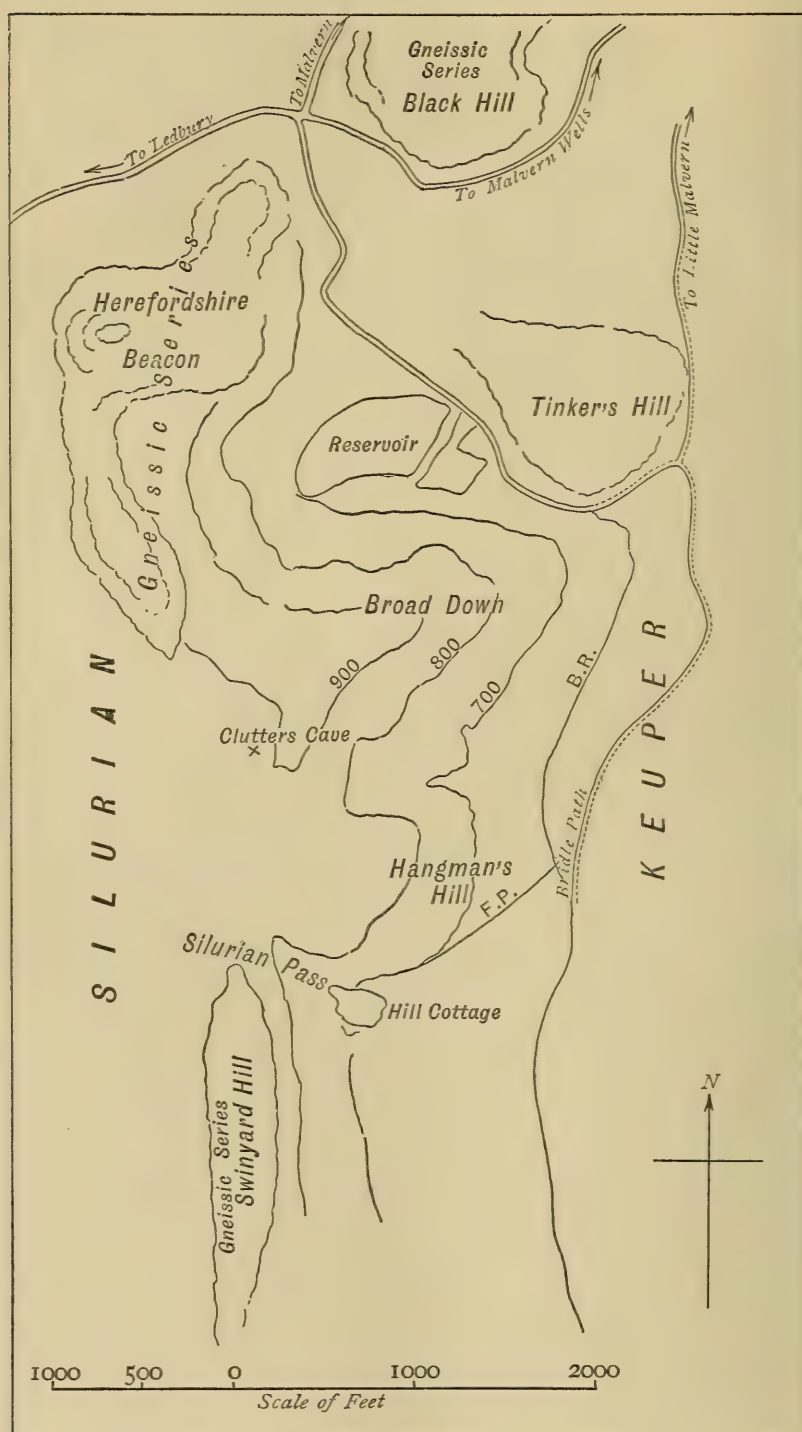 To Malvern
Gneissic
Series
Black Hill
To Ledbury
To Malvern Wells
To Little Malvern
Herefordshire
Beacon
Gneissic Series
Reservoir
Tinker's Hill
Broad Down
900
800
700
B.R.
SILURIAN
KEUPER
Clutters Cave
Bridle Path
Hangman's
Hill
F.P.
Silurian Pass
Hill Cottage
Gneissic Series
Swinyard Hill
N
1000 500 0 1000 2000
Scale of Feet